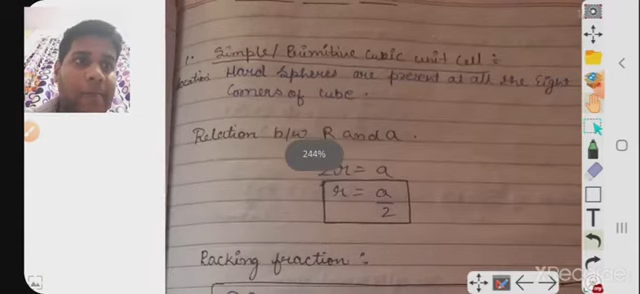 1. Simple/Primitive cubic unit cell:
Location Hard Spheres are present at all the Eight
Corners of cube.
Relation b/w R and a.
244%
2r = a
r = a/2
Packing fraction:
T